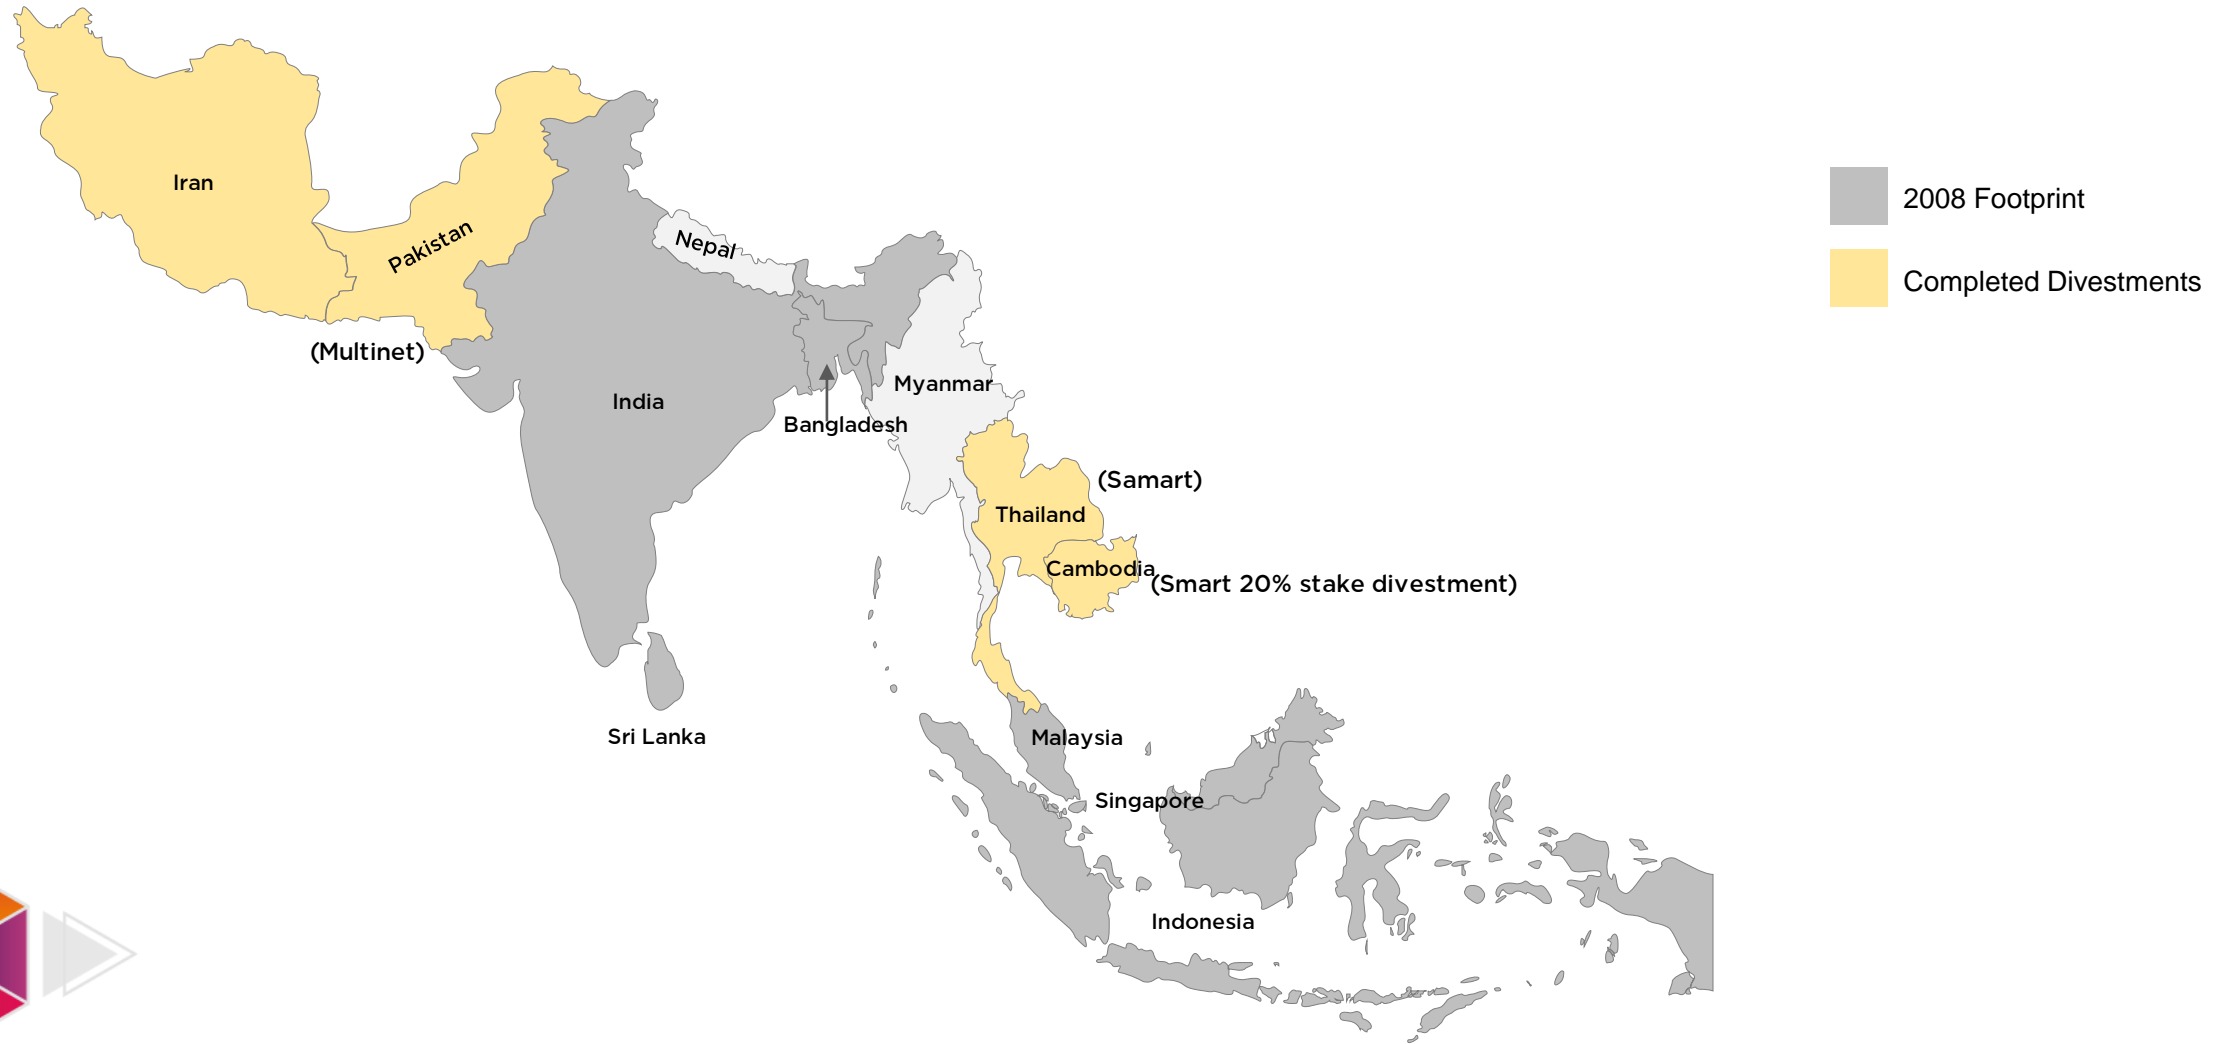 2008 Footprint
Completed Divestments
Iran
Pakistan
(Multinet)
Nepal
India
Bangladesh
Myanmar
(Samart)
Thailand
Cambodia
(Smart 20% stake divestment)
Sri Lanka
Malaysia
Singapore
Indonesia